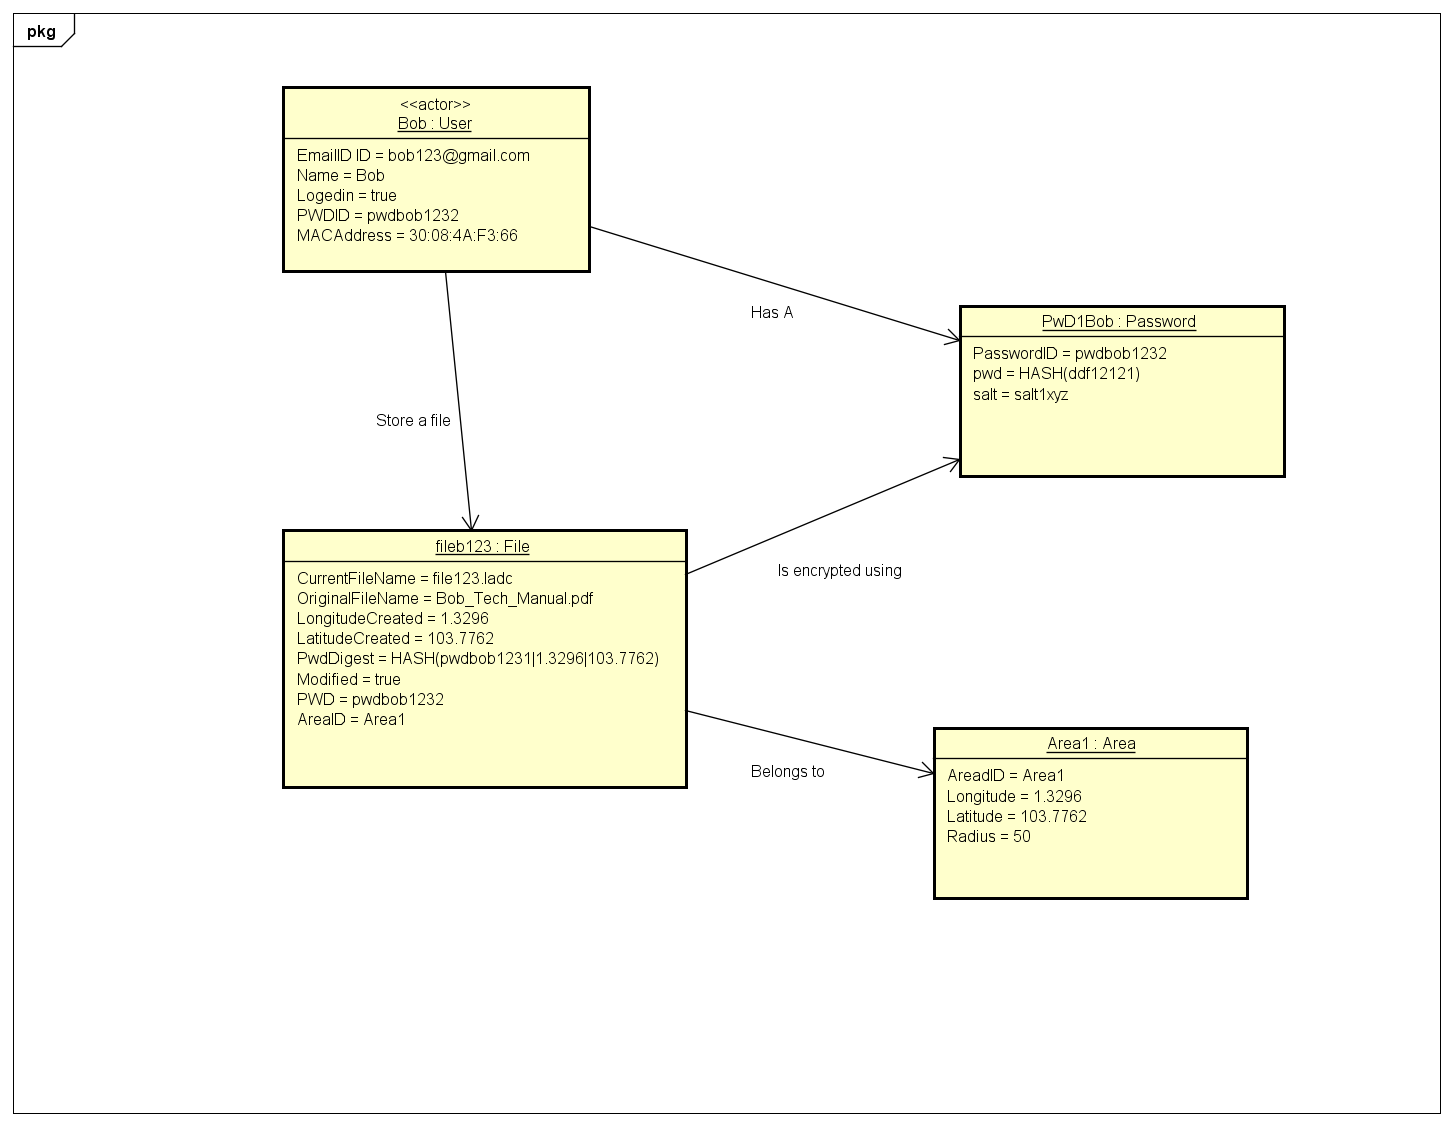 pkg
<<actor>>
Bob : User
EmailID ID = bob123@gmail.com
Name = Bob
Logedin = true
PWDID = pwdbob1232
MACAddress = 30:08:4A:F3:66
Has A
PwD1Bob : Password
PasswordID = pwdbob1232
pwd = HASH(ddf12121)
salt = salt1xyz
Store a file
fileb123 : File
CurrentFileName = file123.ladc
OriginalFileName = Bob_Tech_Manual.pdf
LongitudeCreated = 1.3296
LatitudeCreated = 103.7762
PwdDigest = HASH(pwdbob1231|1.3296|103.7762)
Modified = true
PWD = pwdbob1232
AreaID = Area1
Is encrypted using
Belongs to
Area1 : Area
AreadID = Area1
Longitude = 1.3296
Latitude = 103.7762
Radius = 50